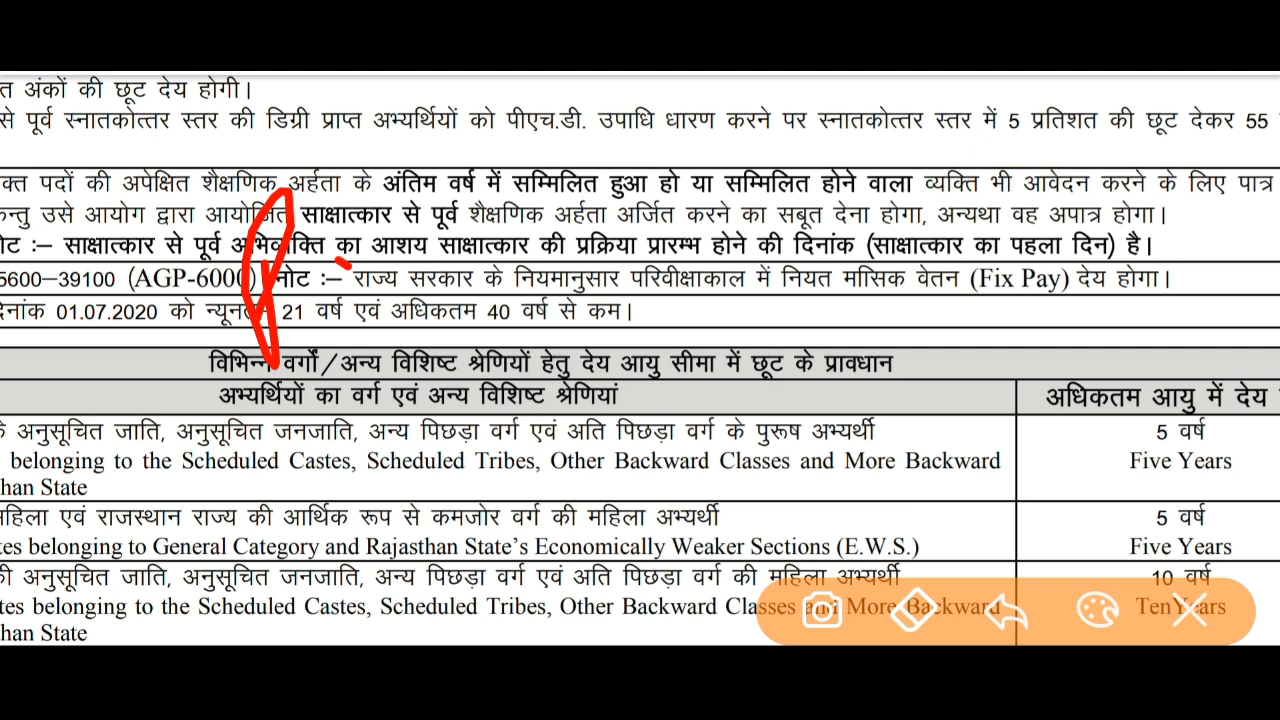 अंकों की छूट देय होगी।
से पूर्व स्नातकोत्तर स्तर की डिग्री प्राप्त अभ्यर्थियों को पीएच.डी. उपाधि धारण करने पर स्नातकोत्तर स्तर में 5 प्रतिशत की छूट देकर 55
पदों की अपेक्षित शैक्षणिक अर्हता के अंतिम वर्ष में सम्मिलित हुआ हो या सम्मिलित होने वाला व्यक्ति भी आवेदन करने के लिए पात्र
उसे आयोग द्वारा आयोजित साक्षात्कार से पूर्व शैक्षणिक अर्हता अर्जित करने का सबूत देना होगा, अन्यथा वह अपात्र होगा।
साक्षात्कार से पूर्व अभिव्यक्ति का आशय साक्षात्कार की प्रक्रिया प्रारम्भ होने की दिनांक (साक्षात्कार का पहला दिन) है।
5600–39100 (AGP-6000) नोट :– राज्य सरकार के नियमानुसार परिवीक्षाकाल में नियत मासिक वेतन (Fix Pay) देय होगा।
01.07.2020 को 21 वर्ष एवं अधिकतम 40 वर्ष से कम।
विभिन्न वर्गों/अन्य विशिष्ट श्रेणियों हेतु देय आयु सीमा में छूट के प्रावधान
अभ्यर्थियों का वर्ग एवं अन्य विशिष्ट श्रेणियां
अधिकतम आयु में देय
अनुसूचित जाति, अनुसूचित जनजाति, अन्य पिछड़ा वर्ग एवं अति पिछड़ा वर्ग के पुरूष अभ्यर्थी
5 वर्ष
belonging to the Scheduled Castes, Scheduled Tribes, Other Backward Classes and More Backward
Five Years
han State
महिला एवं राजस्थान राज्य की आर्थिक रूप से कमजोर वर्ग की महिला अभ्यर्थी
5 वर्ष
tes belonging to General Category and Rajasthan State's Economically Weaker Sections (E.W.S.)
Five Years
की अनुसूचित जाति, अनुसूचित जनजाति, अन्य पिछड़ा वर्ग एवं अति पिछड़ा वर्ग की महिला अभ्यर्थी
10 वर्ष
tes belonging to the Scheduled Castes, Scheduled Tribes, Other Backward Classes and More Backward
Ten Years
han State